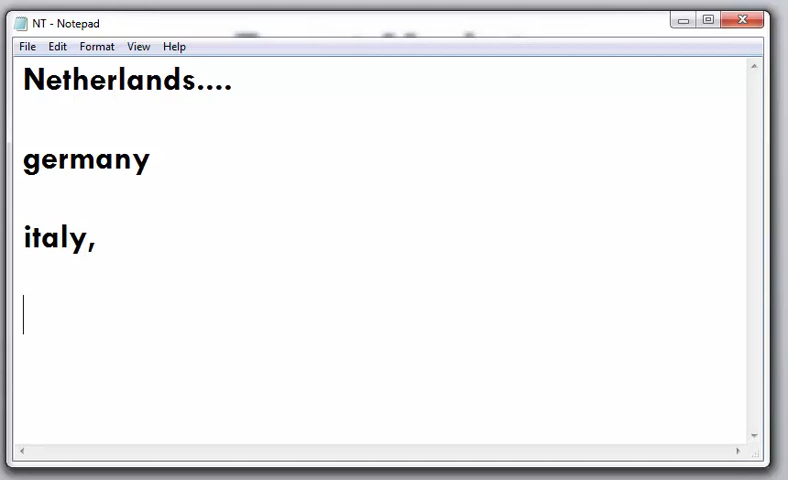 NT - Notepad
File Edit Format View Help
Netherlands....
germany
italy,